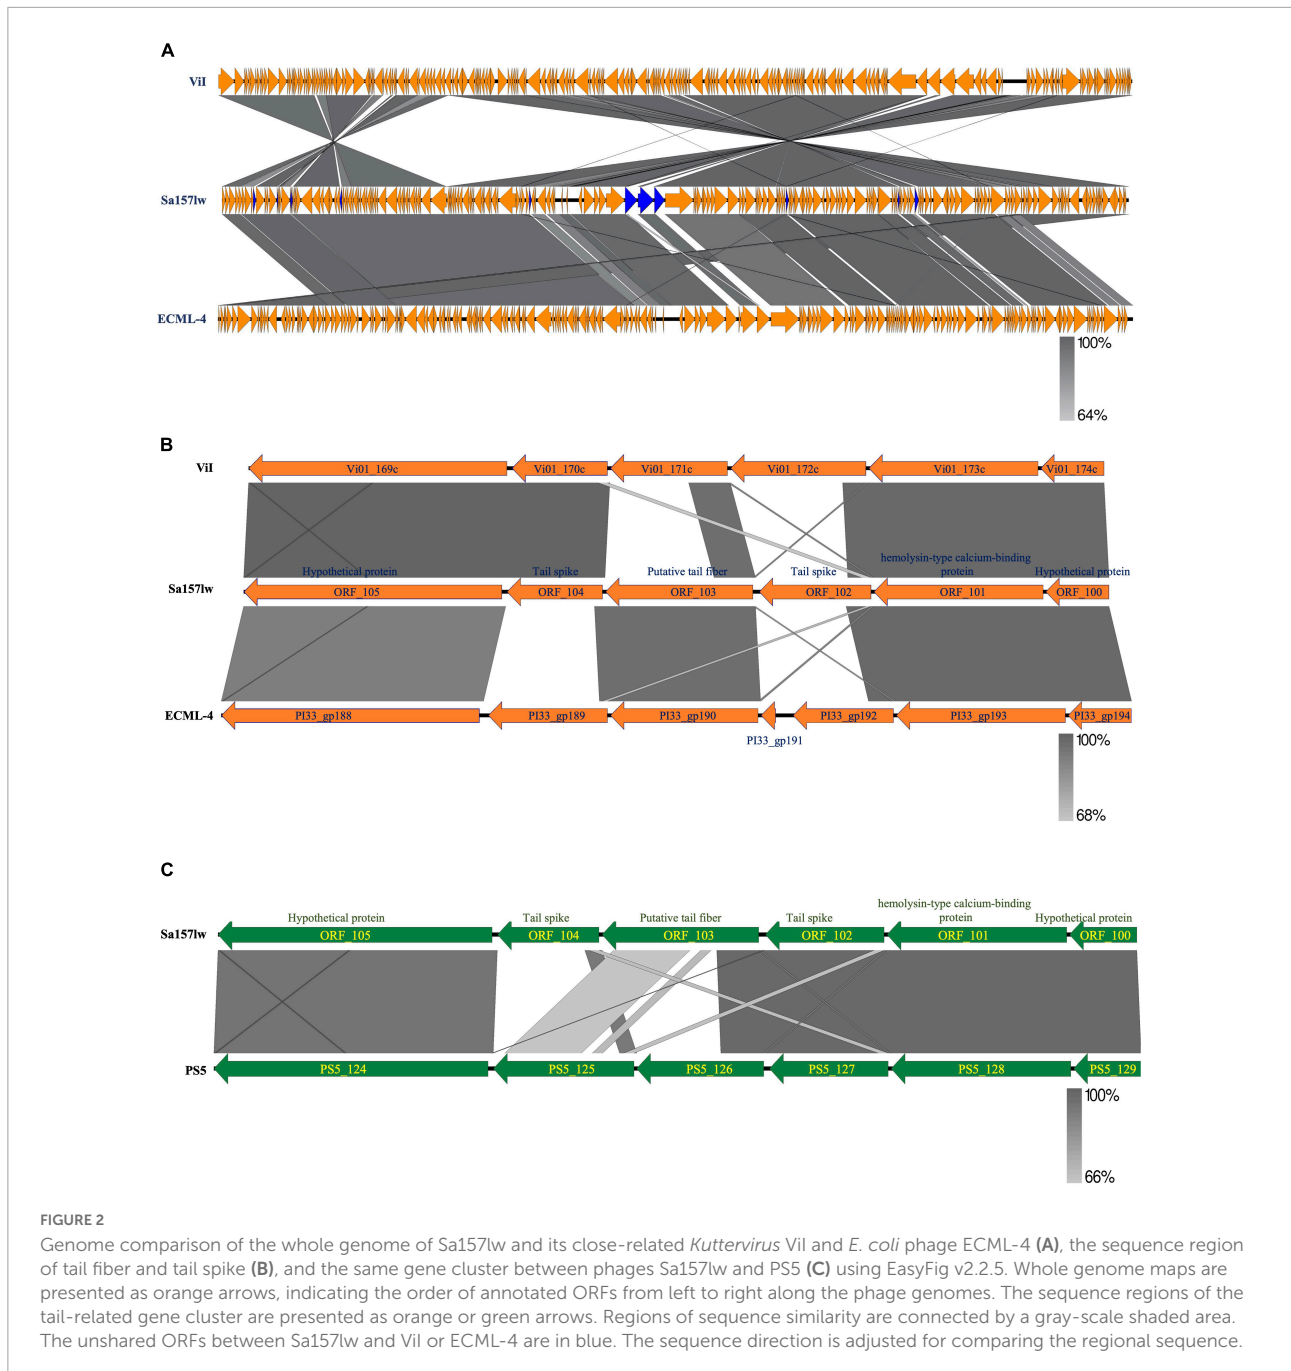 A
ViI
Sa157lw
ECML-4
100%
64%
B
ViI
Vi01_169c Vi01_170c Vi01_171c Vi01_172c Vi01_173c Vi01_174c
hemolysin-type calcium-binding
Hypothetical protein Tail spike Putative tail fiber Tail spike protein Hypothetical protein
Sa157lw
ORF_105 ORF_104 ORF_103 ORF_102 ORF_101 ORF_100
ECML-4
PI33_gp188 PI33_gp189 PI33_gp190 PI33_gp192 PI33_gp193 PI33_gp194
PI33_gp191
100%
68%
C
hemolysin-type calcium-binding
Hypothetical protein Tail spike Putative tail fiber Tail spike protein Hypothetical protein
Sa157lw
ORF_105 ORF_104 ORF_103 ORF_102 ORF_101 ORF_100
PS5
PS5_124 PS5_125 PS5_126 PS5_127 PS5_128 PS5_129
100%
66%
FIGURE 2
Genome comparison of the whole genome of Sa157lw and its close-related Kuttervirus ViI and E. coli phage ECML-4 (A), the sequence region
of tail fiber and tail spike (B), and the same gene cluster between phages Sa157lw and PS5 (C) using EasyFig v2.2.5. Whole genome maps are
presented as orange arrows, indicating the order of annotated ORFs from left to right along the phage genomes. The sequence regions of the
tail-related gene cluster are presented as orange or green arrows. Regions of sequence similarity are connected by a gray-scale shaded area.
The unshared ORFs between Sa157lw and ViI or ECML-4 are in blue. The sequence direction is adjusted for comparing the regional sequence.